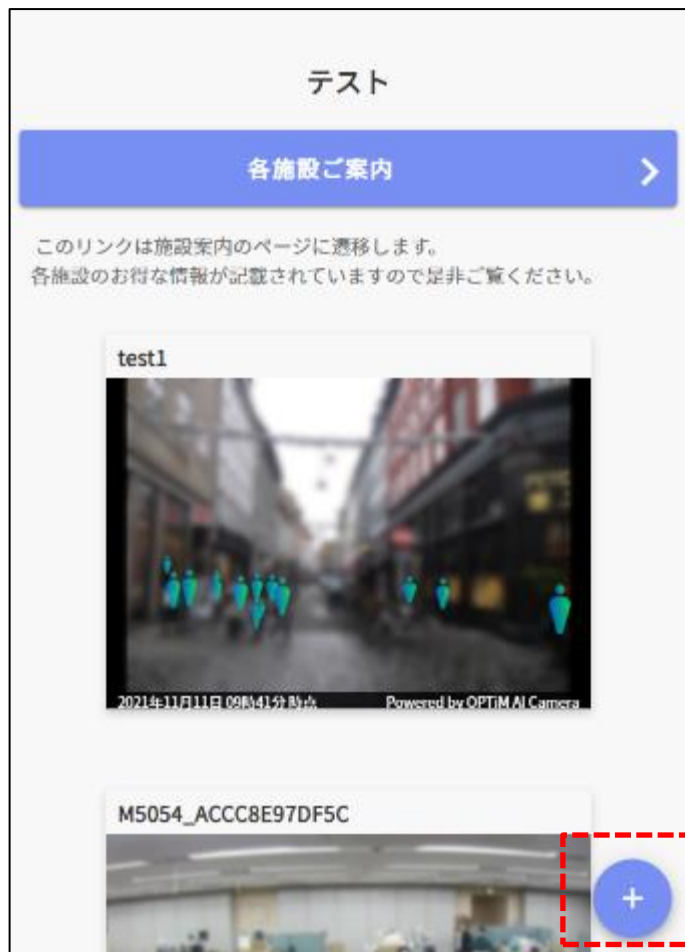 テスト
各施設ご案内
このリンクは施設案内のページに遷移します。
各施設のお得な情報が記載されていますので是非ご覧ください。
test1
2021年11月11日 09時41分 時点
Powered by OPTiM AI Camera
M5054_ACCC8E97DF5C
+